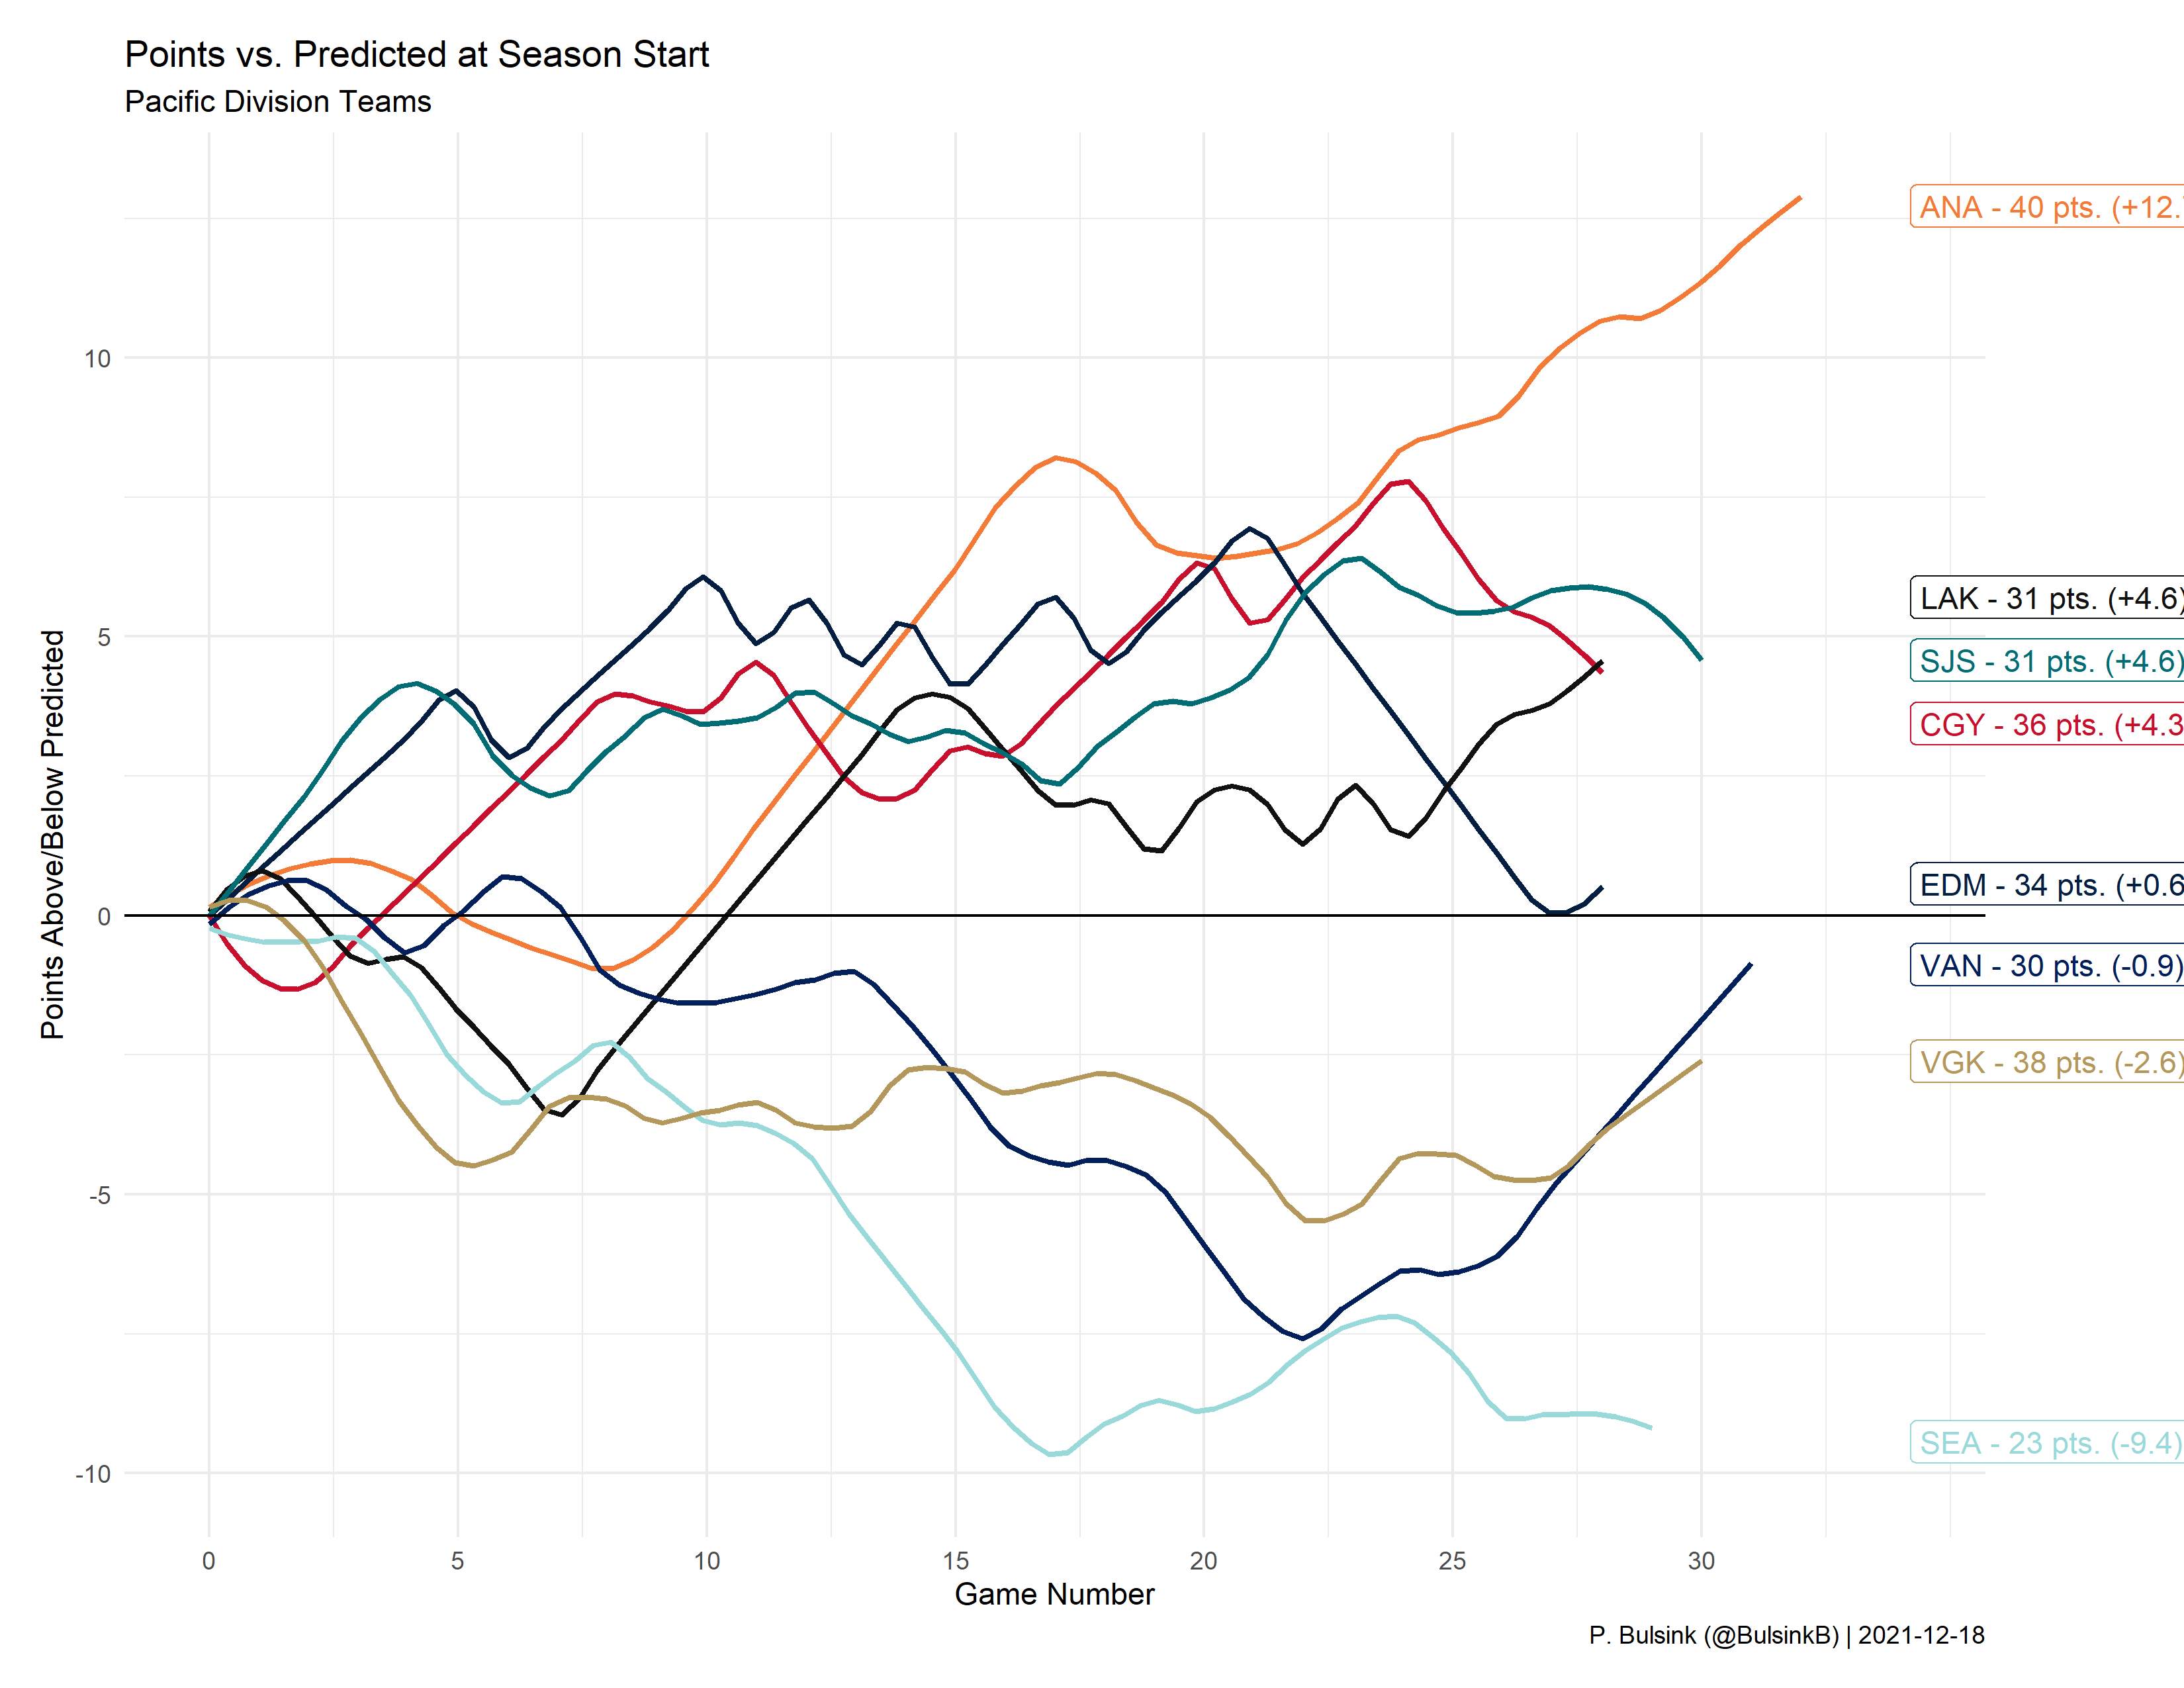 Points vs. Predicted at Season Start
Pacific Division Teams
Points Above/Below Predicted
10
5
0
-5
-10
ANA - 40 pts. (+12.
LAK - 31 pts. (+4.6)
SJS - 31 pts. (+4.6)
CGY - 36 pts. (+4.3
EDM - 34 pts. (+0.6
VAN - 30 pts. (-0.9)
VGK - 38 pts. (-2.6)
SEA - 23 pts. (-9.4)
0 5 10 15 20 25 30
Game Number
P. Bulsink (@BulsinkB) | 2021-12-18